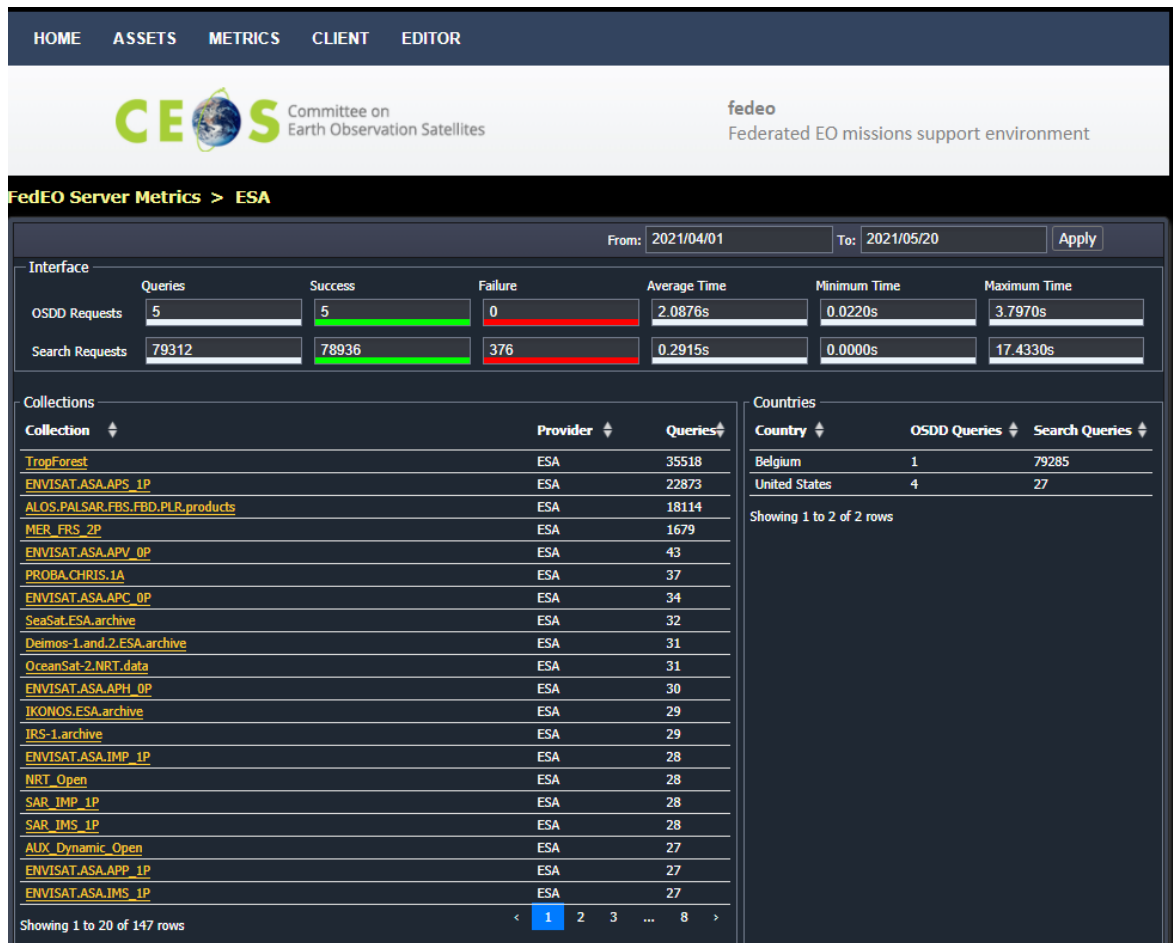 HOME ASSETS METRICS CLIENT EDITOR
CEOS Committee on
Earth Observation Satellites
fedeo
Federated EO missions support environment
FedEO Server Metrics > ESA
From: 2021/04/01 To: 2021/05/20 Apply
Interface
Queries Success Failure Average Time Minimum Time Maximum Time
OSDD Requests 5 5 0 2.0876s 0.0220s 3.7970s
Search Requests 79312 78936 376 0.2915s 0.0000s 17.4330s
Collections
Collection Provider Queries
TropForest ESA 35518
ENVISAT.ASA.APS_1P ESA 22873
ALOS.PALSAR.FBS.FBD.PLR.products ESA 18114
MER_FRS_2P ESA 1679
ENVISAT.ASA.APV_0P ESA 43
PROBA.CHRIS.1A ESA 37
ENVISAT.ASA.APC_0P ESA 34
SeaSat.ESA.archive ESA 32
Deimos-1.and.2.ESA.archive ESA 31
OceanSat-2.NRT.data ESA 31
ENVISAT.ASA.APH_0P ESA 30
IKONOS.ESA.archive ESA 29
IRS-1.archive ESA 29
ENVISAT.ASA.IMP_1P ESA 28
NRT_Open ESA 28
SAR_IMP_1P ESA 28
SAR_IMS_1P ESA 28
AUX_Dynamic_Open ESA 27
ENVISAT.ASA.APP_1P ESA 27
ENVISAT.ASA.IMS_1P ESA 27
Showing 1 to 20 of 147 rows ‹ 1 2 3 ... 8 ›
Countries
Country OSDD Queries Search Queries
Belgium 1 79285
United States 4 27
Showing 1 to 2 of 2 rows